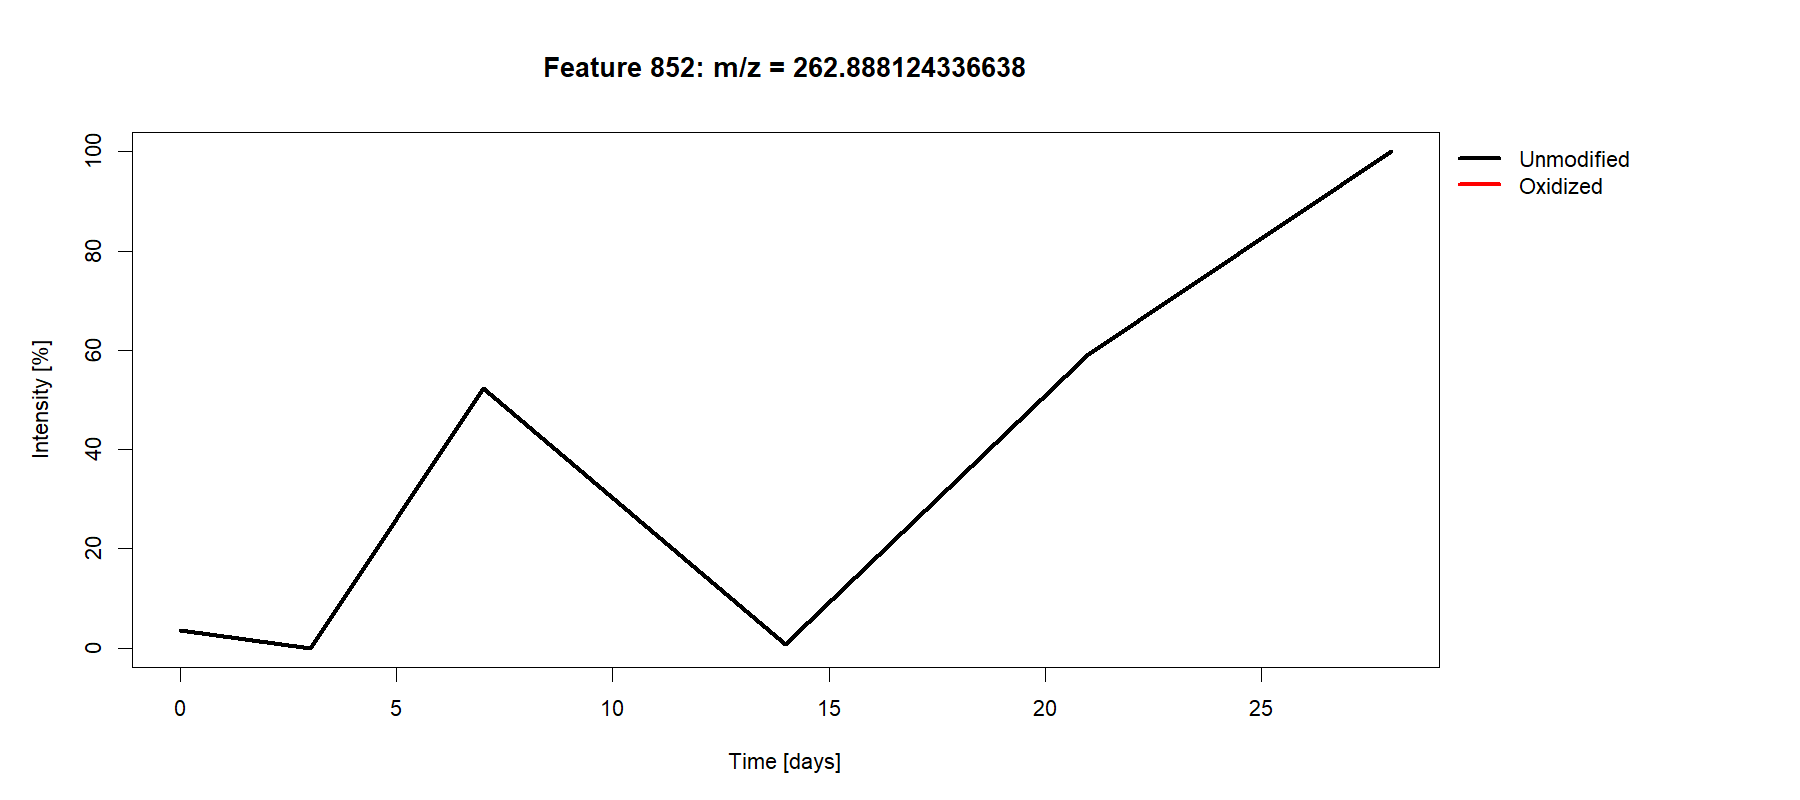 Feature 852: m/z = 262.888124336638
Unmodified
Oxidized
Intensity [%]
100
80
60
40
20
0
0 5 10 15 20 25
Time [days]